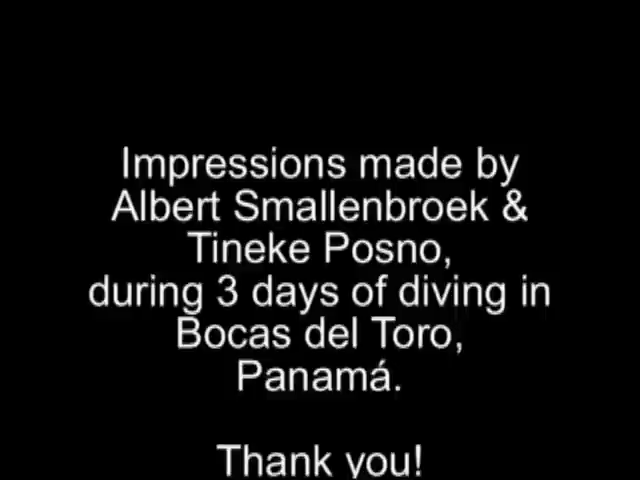 Impressions made by
Albert Smallenbroek &
Tineke Posno,
during 3 days of diving in
Bocas del Toro,
Panamá.
Thank you!